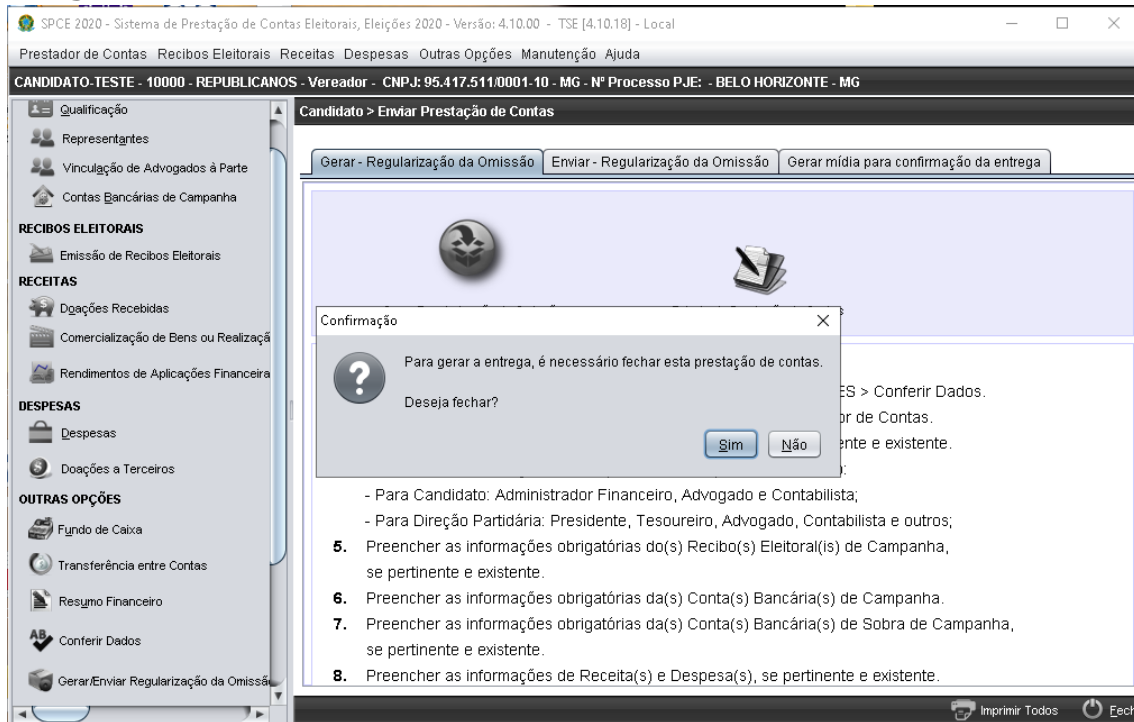 SPCE 2020 - Sistema de Prestação de Contas Eleitorais, Eleições 2020 - Versão: 4.10.00 - TSE [4.10.18] - Local
Prestador de Contas Recibos Eleitorais Receitas Despesas Outras Opções Manutenção Ajuda
CANDIDATO-TESTE - 10000 - REPUBLICANOS - Vereador - CNPJ: 95.417.511/0001-10 - MG - Nº Processo PJE: - BELO HORIZONTE - MG
Qualificação
Representantes
Vinculação de Advogados à Parte
Contas Bancárias de Campanha
RECIBOS ELEITORAIS
Emissão de Recibos Eleitorais
RECEITAS
Doações Recebidas
Comercialização de Bens ou Realizaçã
Rendimentos de Aplicações Financeira
DESPESAS
Despesas
Doações a Terceiros
OUTRAS OPÇÕES
Fundo de Caixa
Transferência entre Contas
Resumo Financeiro
Conferir Dados
Gerar/Enviar Regularização da Omissã
Candidato > Enviar Prestação de Contas
Gerar - Regularização da Omissão
Enviar - Regularização da Omissão
Gerar mídia para confirmação da entrega
Confirmação
Para gerar a entrega, é necessário fechar esta prestação de contas.
Deseja fechar?
Sim Não
ES > Conferir Dados.
or de Contas.
ente e existente.
- Para Candidato: Administrador Financeiro, Advogado e Contabilista;
- Para Direção Partidária: Presidente, Tesoureiro, Advogado, Contabilista e outros;
5. Preencher as informações obrigatórias do(s) Recibo(s) Eleitoral(is) de Campanha,
se pertinente e existente.
6. Preencher as informações obrigatórias da(s) Conta(s) Bancária(s) de Campanha.
7. Preencher as informações obrigatórias da(s) Conta(s) Bancária(s) de Sobra de Campanha,
se pertinente e existente.
8. Preencher as informações de Receita(s) e Despesa(s), se pertinente e existente.
Imprimir Todos Fech